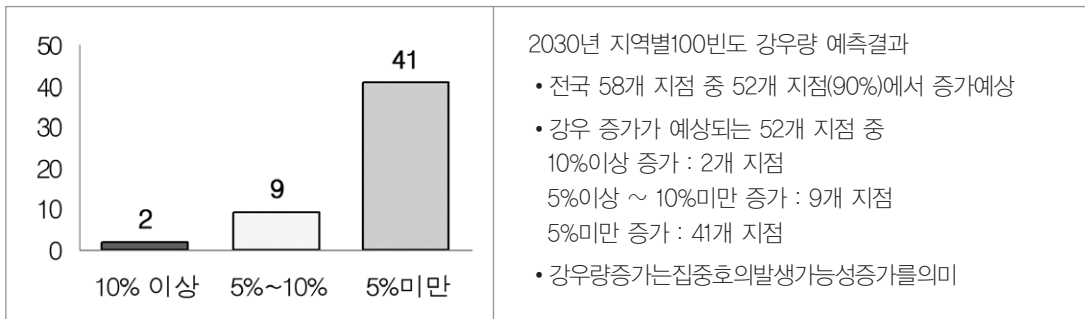 50
40
30
20
10
0
2
9
41
10% 이상
5%~10%
5%미만
2030년 지역별100빈도 강우량 예측결과
• 전국 58개 지점 중 52개 지점(90%)에서 증가예상
• 강우 증가가 예상되는 52개 지점 중
10%이상 증가 : 2개 지점
5%이상 ~ 10%미만 증가 : 9개 지점
5%미만 증가 : 41개 지점
• 강우량증가는집중호의발생가능성증가를의미